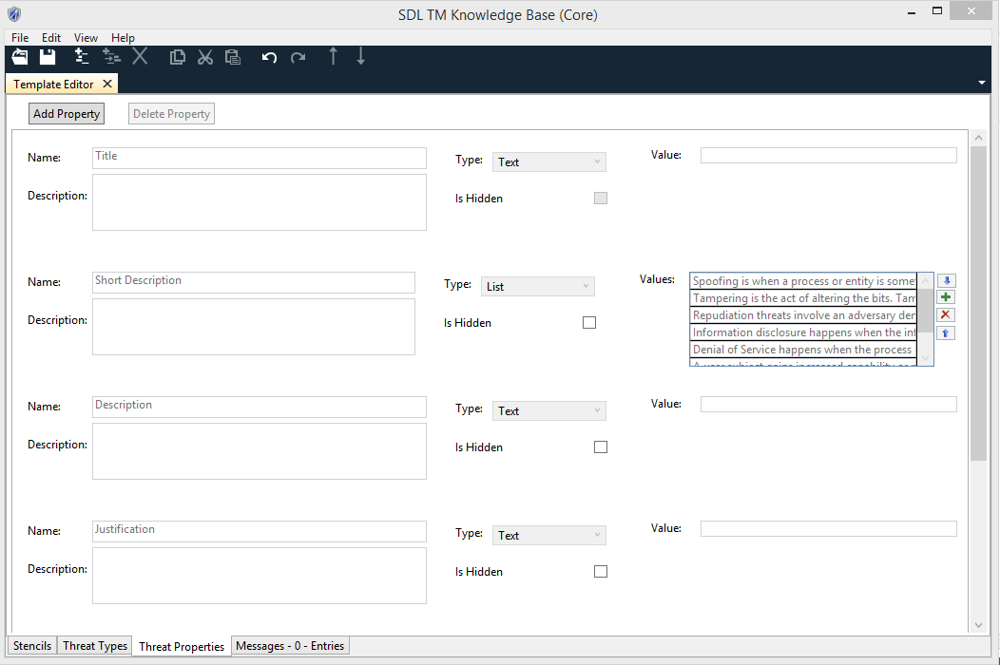 SDL TM Knowledge Base (Core)
File Edit View Help
Template Editor
Add Property Delete Property
Name: Title Type: Text Value:
Description: Is Hidden
Name: Short Description Type: List Values:
Spoofing is when a process or entity is
Tampering is the act of altering the bits. Tam
Repudiation threats involve an adversary der
Description: Is Hidden
Information disclosure happens when the inf
Denial of Service happens when the process
Name: Description Type: Text Value:
Description: Is Hidden
Name: Justification Type: Text Value:
Description: Is Hidden
Stencils Threat Types Threat Properties Messages - 0 - Entries